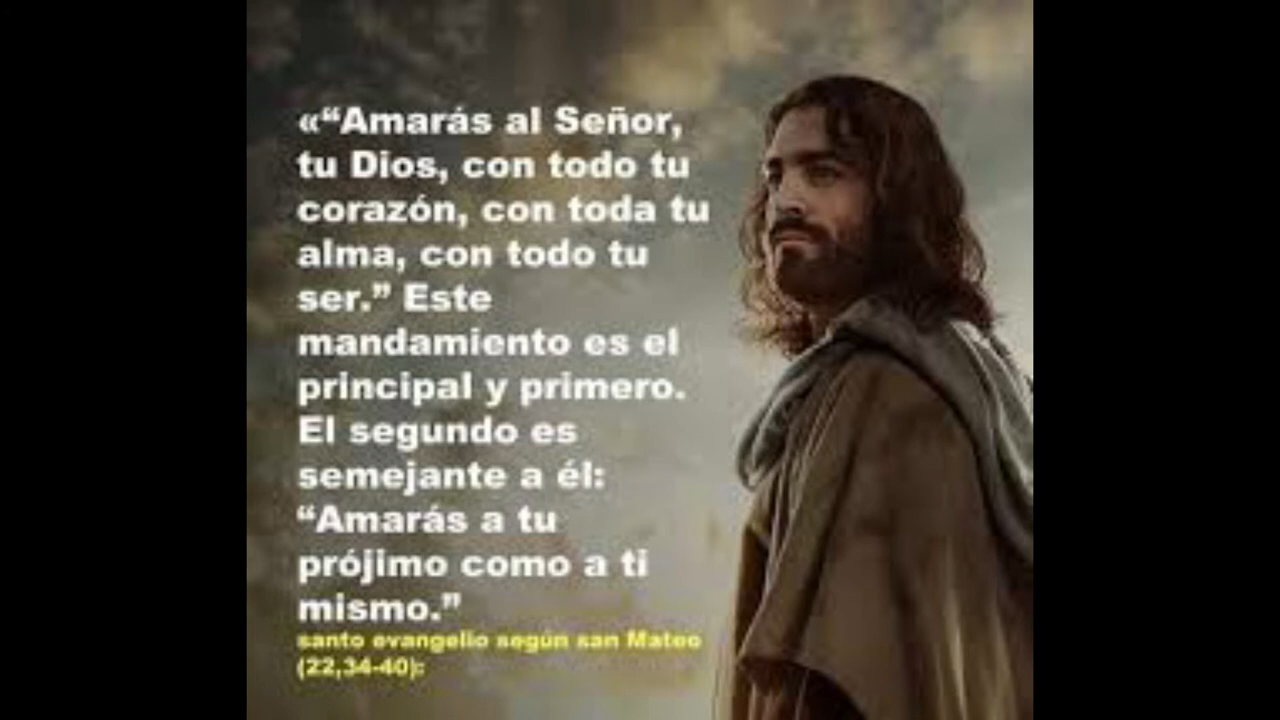 «“Amarás al Señor,
tu Dios, con todo tu
corazón, con toda tu
alma, con todo tu
ser.” Este
mandamiento es el
principal y primero.
El segundo es
semejante a él:
“Amarás a tu
prójimo como a ti
mismo.”
santo evangelio según san Mateo
(22,34-40):